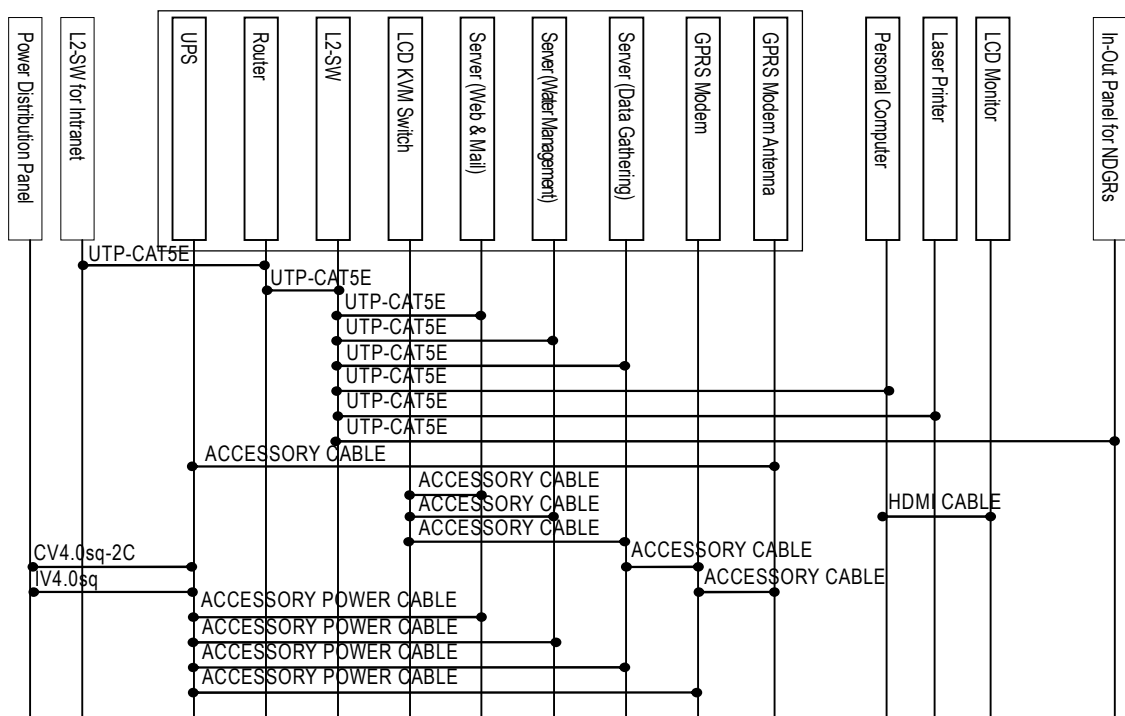 Power Distribution Panel
L2-SW for Intranet
UPS
Router
L2-SW
LCD KVM Switch
Server (Web & Mail)
Server (Water Management)
Server (Data Gathering)
GPRS Modem
GPRS Modem Antenna
Personal Computer
Laser Printer
LCD Monitor
In-Out Panel for NDGRs
UTP-CAT5E
UTP-CAT5E
UTP-CAT5E
UTP-CAT5E
UTP-CAT5E
UTP-CAT5E
UTP-CAT5E
UTP-CAT5E
ACCESSORY CABLE
ACCESSORY CABLE
ACCESSORY CABLE
HDMI CABLE
ACCESSORY CABLE
CV4.0sq-2C
ACCESSORY CABLE
IV4.0sq
ACCESSORY CABLE
ACCESSORY POWER CABLE
ACCESSORY POWER CABLE
ACCESSORY POWER CABLE
ACCESSORY POWER CABLE